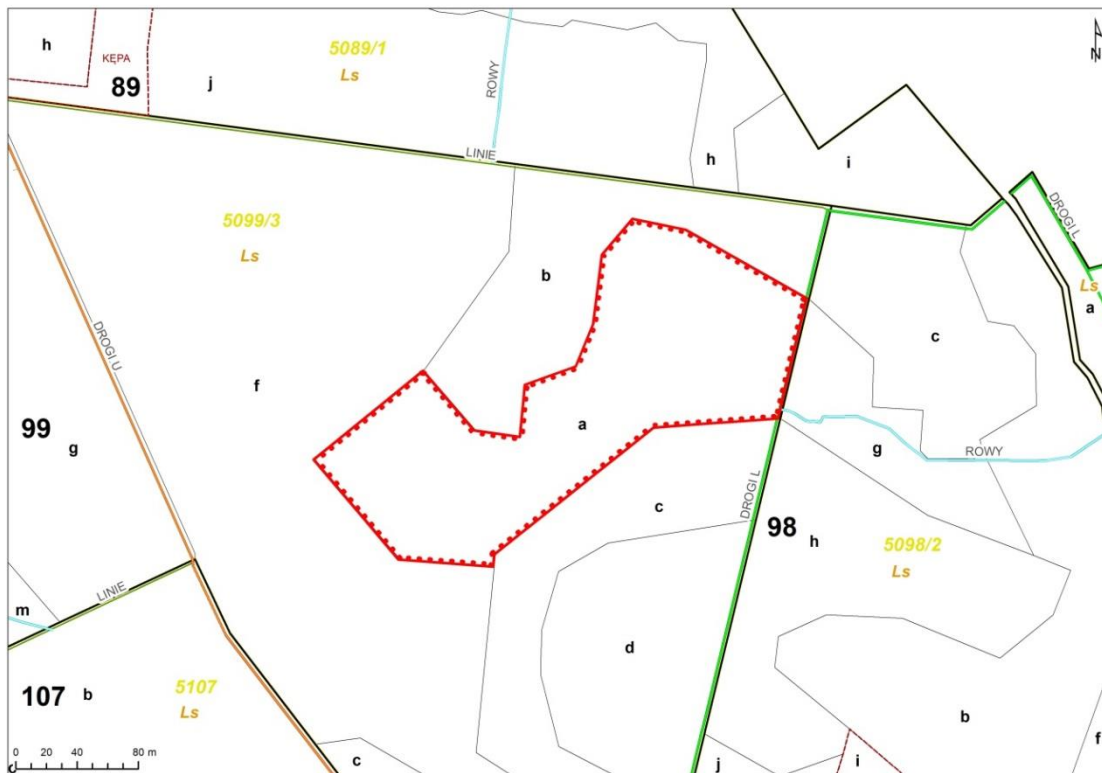 h
KĘPA
89
j
5089/1
Ls
ROWY
LINIE
h
i
N
DROGI L
Ls
a
5099/3
Ls
b
c
DROGI U
f
a
99
g
g
ROWY
c
DROGI L
98
h
5098/2
Ls
LINIE
m
d
107
b
5107
Ls
b
f
c
j
i
0 20 40 80 m